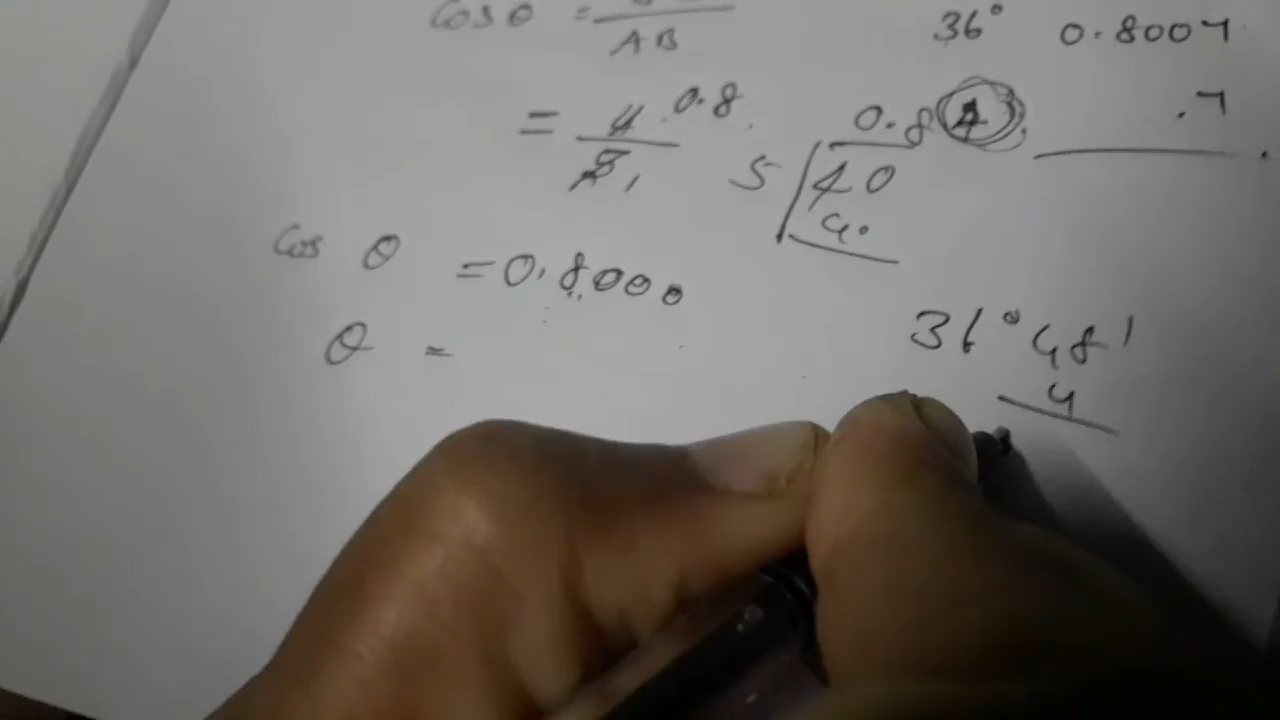 Cos θ =
AB
36° 0.8007
.7
= 4 0.8
5
0.8
5 40
40
Cos θ = 0.8000
θ =
36° 48'
4